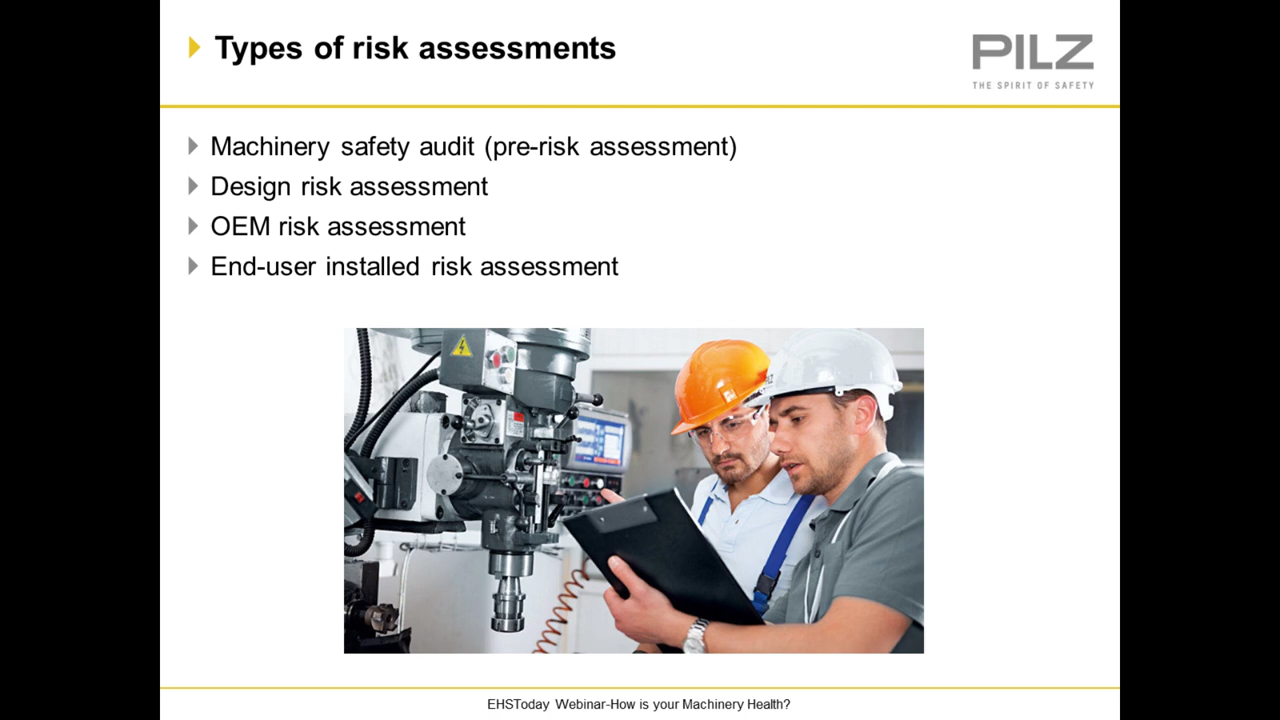 Types of risk assessments
PILZ
THE SPIRIT OF SAFETY
Machinery safety audit (pre-risk assessment)
Design risk assessment
OEM risk assessment
End-user installed risk assessment
EHSToday Webinar-How is your Machinery Health?